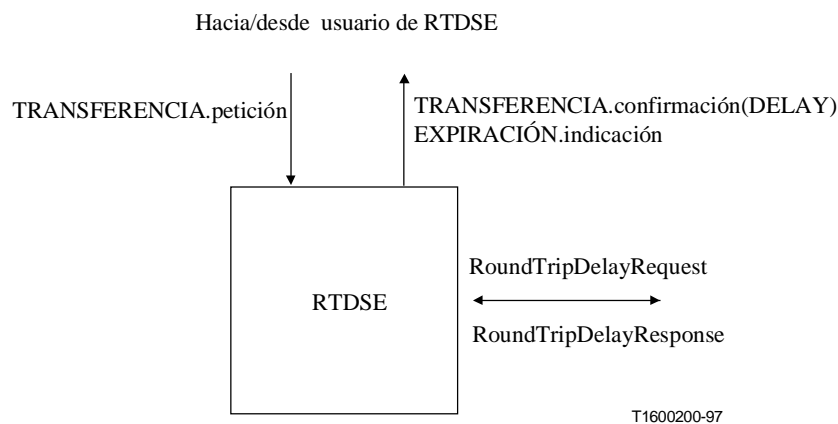 Hacia/desde usuario de RTDSE
TRANSFERENCIA.petición
TRANSFERENCIA.confirmación(DELAY)
EXPIRACIÓN.indicación
RTDSE
RoundTripDelayRequest
RoundTripDelayResponse
T1600200-97